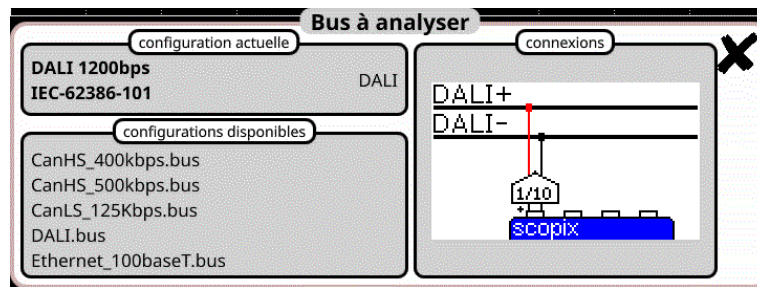 Bus à analyser
configuration actuelle
DALI 1200bps
IEC-62386-101
DALI
configurations disponibles
CanHS_400kbps.bus
CanHS_500kbps.bus
CanLS_125Kbps.bus
DALI.bus
Ethernet_100baseT.bus
connexions
DALI+
DALI-
1/10
scopix